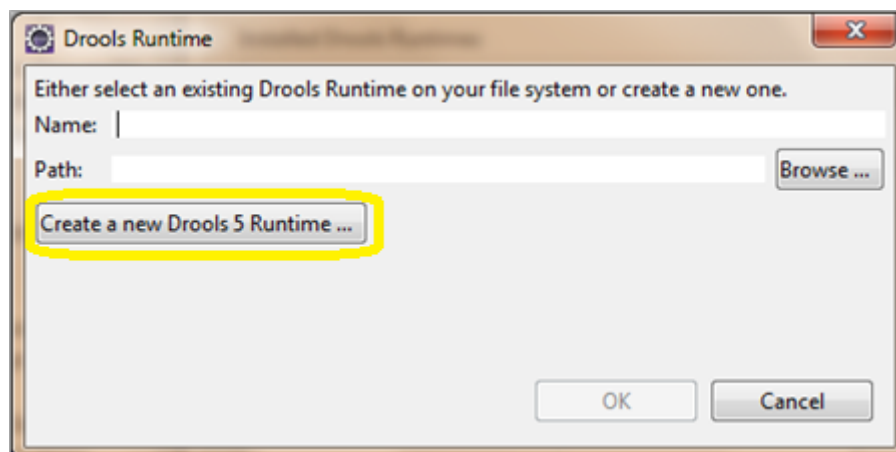 Drools Runtime
Either select an existing Drools Runtime on your file system or create a new one.
Name:
Path:
Browse ...
Create a new Drools 5 Runtime ...
OK
Cancel